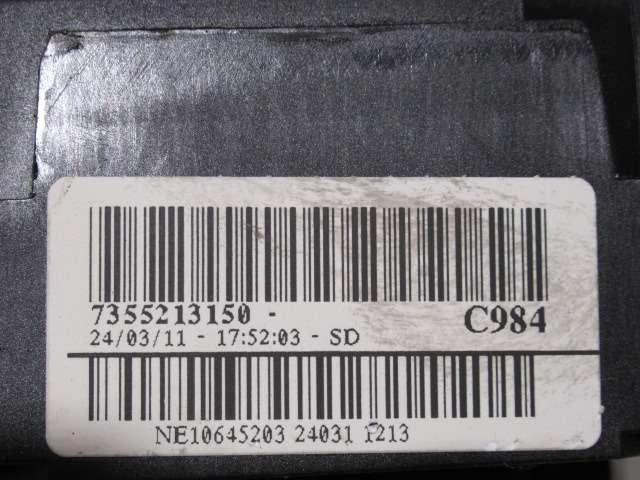 7355213150 - C984
24/03/11 - 17:52:03 - SD
NE10645203 24031 1213